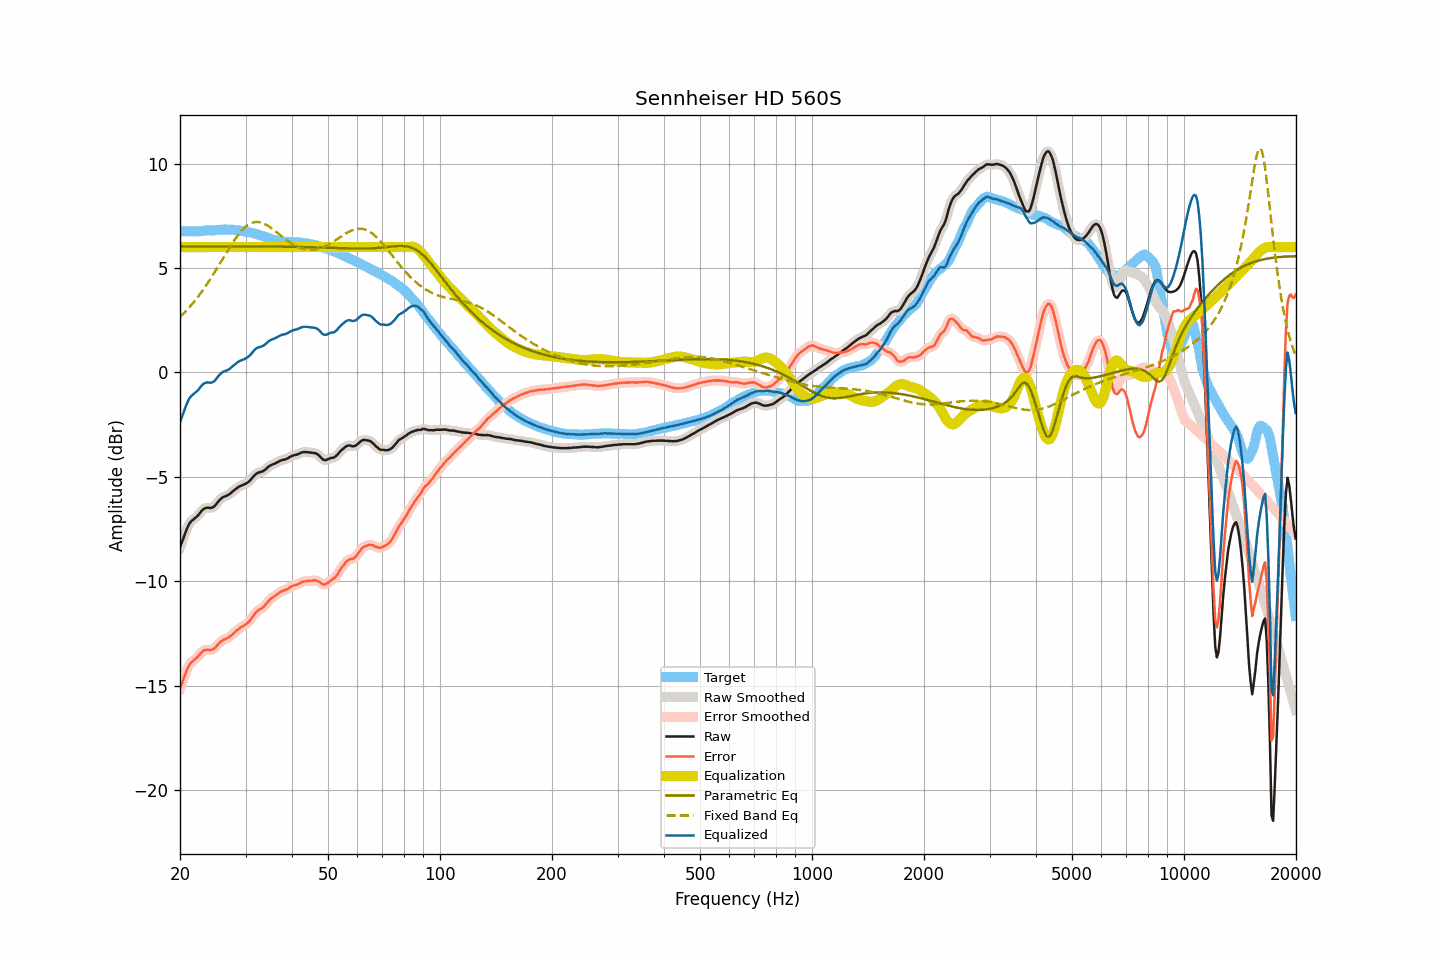 Sennheiser HD 560S
10
5
0
−5
−10
−15
−20
Amplitude (dBr)
Target
Raw Smoothed
Error Smoothed
Raw
Error
Equalization
Parametric Eq
Fixed Band Eq
Equalized
20 50 100 200 500 1000 2000 5000 10000 20000
Frequency (Hz)